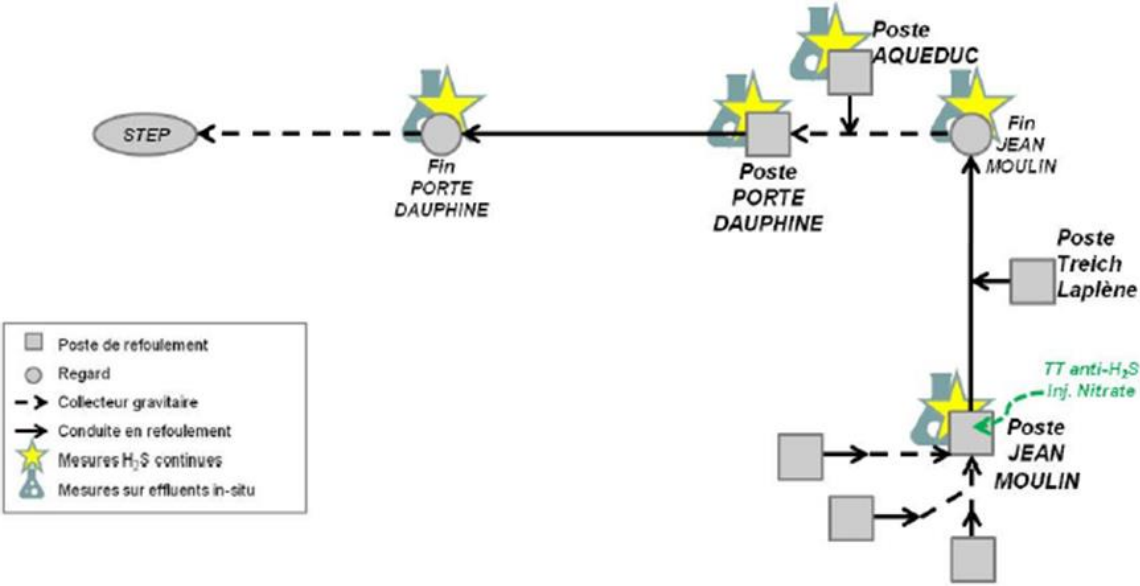 Poste
AQUEDUC
STEP
Fin
PORTE
DAUPHINE
Poste
PORTE
DAUPHINE
Fin
JEAN
MOULIN
Poste
Treich
Laplène
TT anti-H₂S
Inj. Nitrate
Poste
JEAN
MOULIN
Poste de refoulement
Regard
Collecteur gravitaire
Conduite en refoulement
Mesures H₂S continues
Mesures sur effluents in-situ